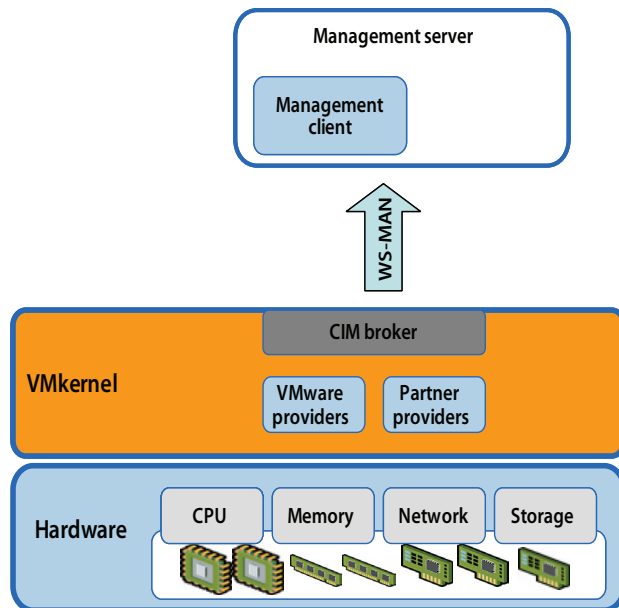 Management server
Management
client
WS-MAN
CIM broker
VMkernel
VMware
providers
Partner
providers
Hardware
CPU
Memory
Network
Storage